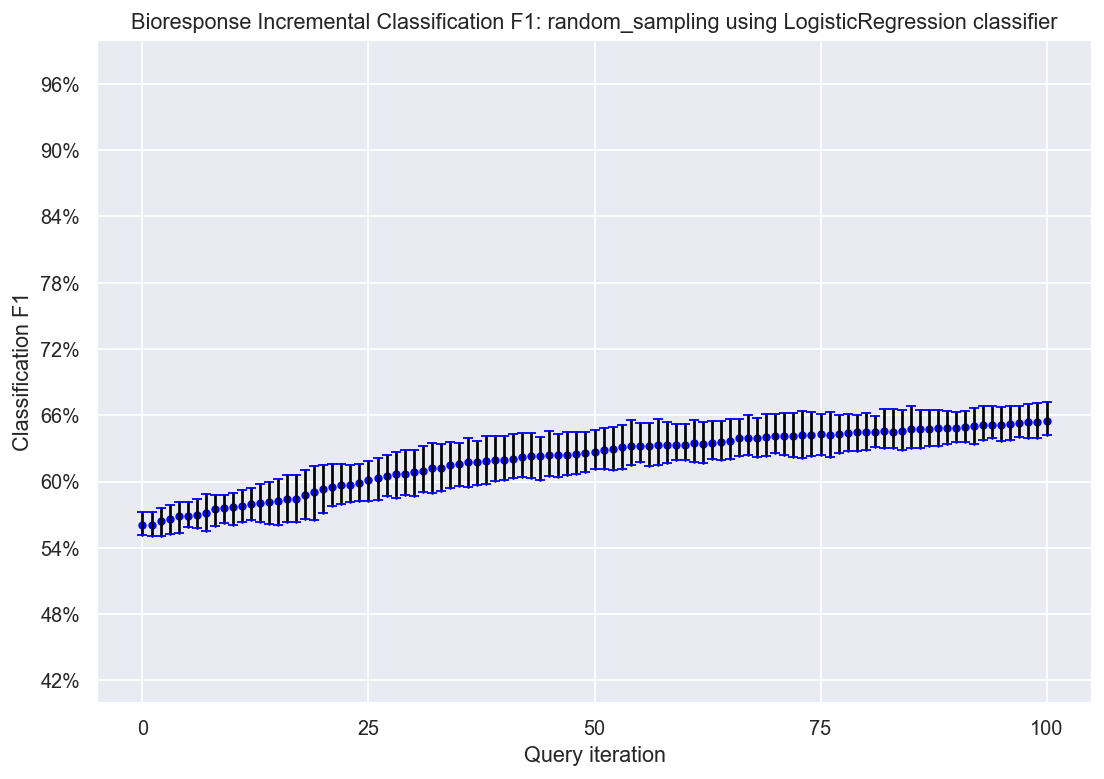 Bioresponse Incremental Classification F1: random_sampling using LogisticRegression classifier
96%
90%
84%
78%
72%
66%
60%
54%
48%
42%
Classification F1
0 25 50 75 100
Query iteration